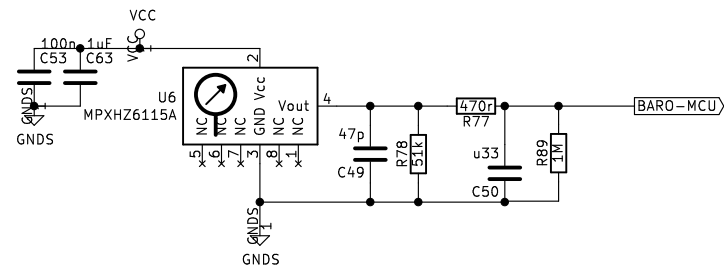 VCC
VCC
1
100n
1uF
C53
C63
GNDS
1
GNDS
U6
MPXHZ6115A
2
GND Vcc
Vout
4
NC
NC
NC
NC
NC
5
6
7
3
8
1
47p
C49
R78
51k
470r
R77
u33
C50
R89
1M
BARO-MCU
GNDS
1
GNDS